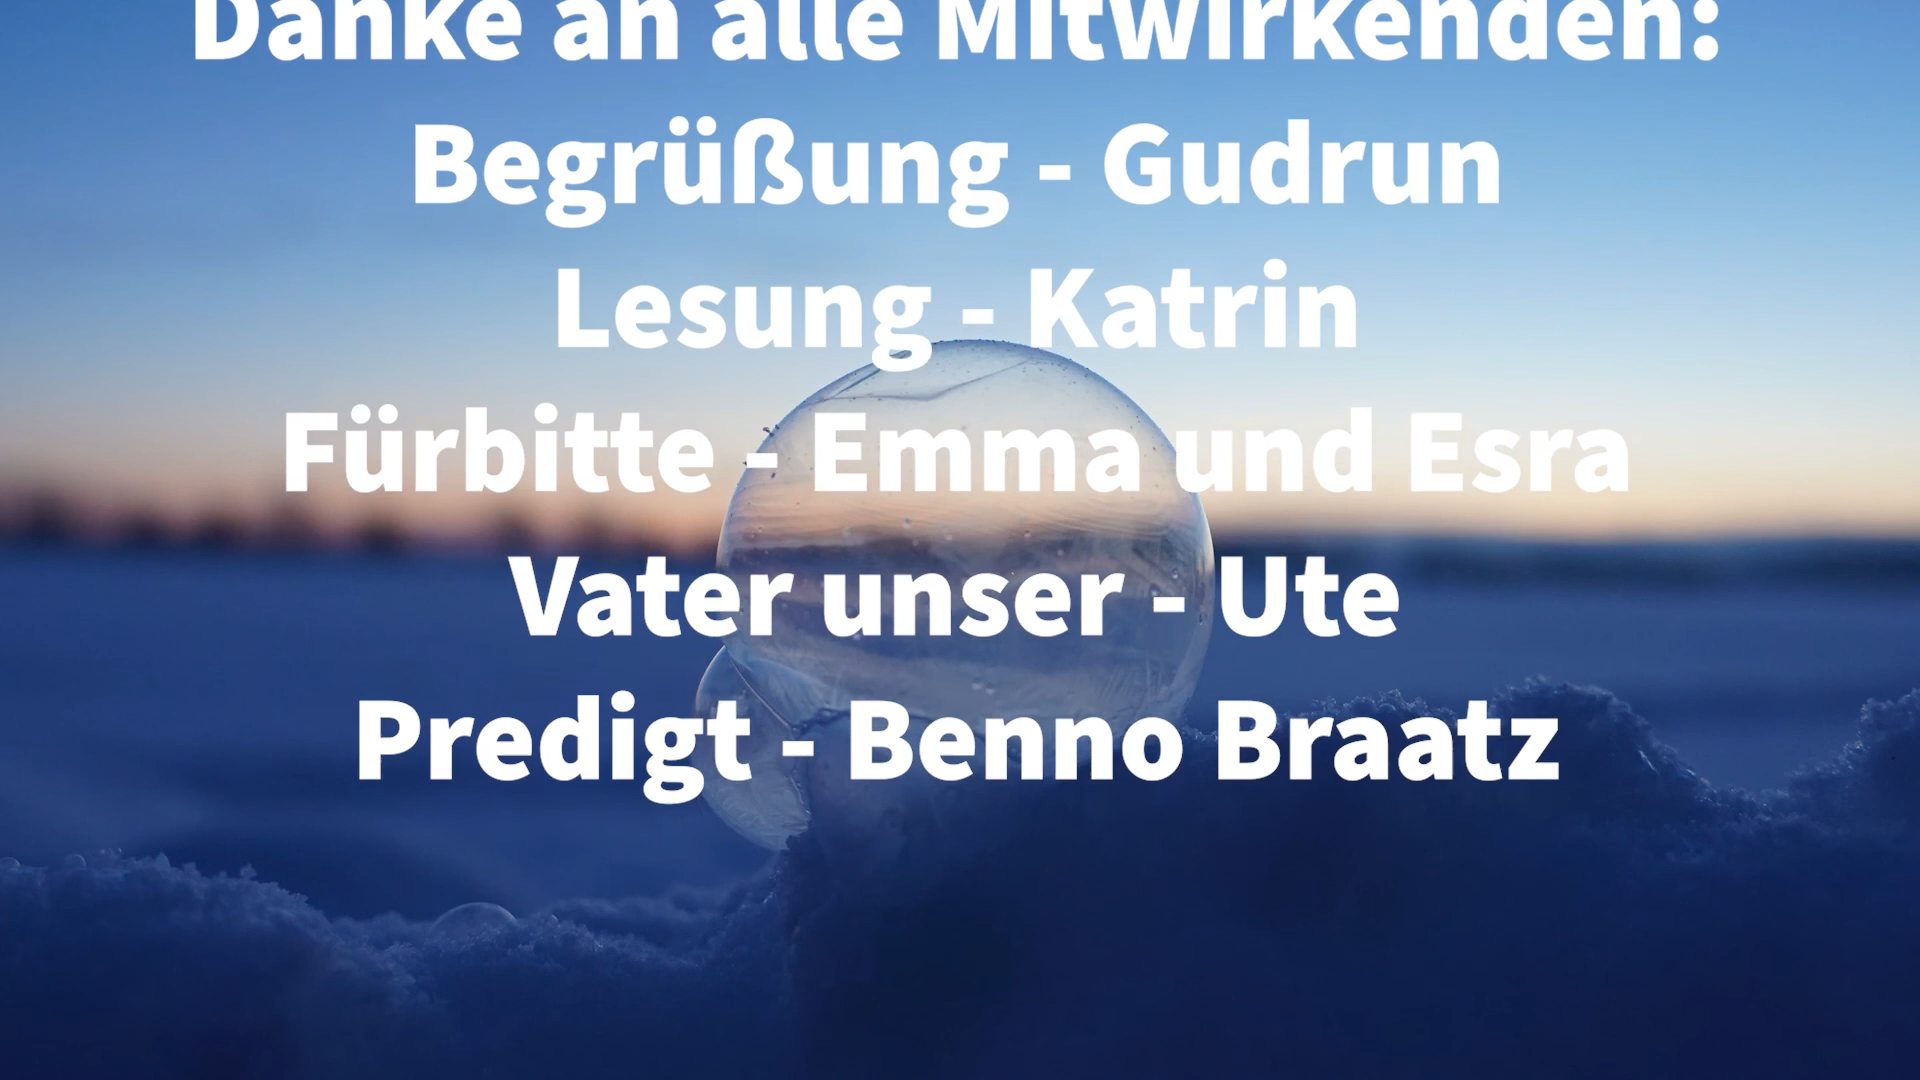 Danke an alle Mitwirkenden:
Begrüßung - Gudrun
Lesung - Katrin
Fürbitte - Emma und Esra
Vater unser - Ute
Predigt - Benno Braatz